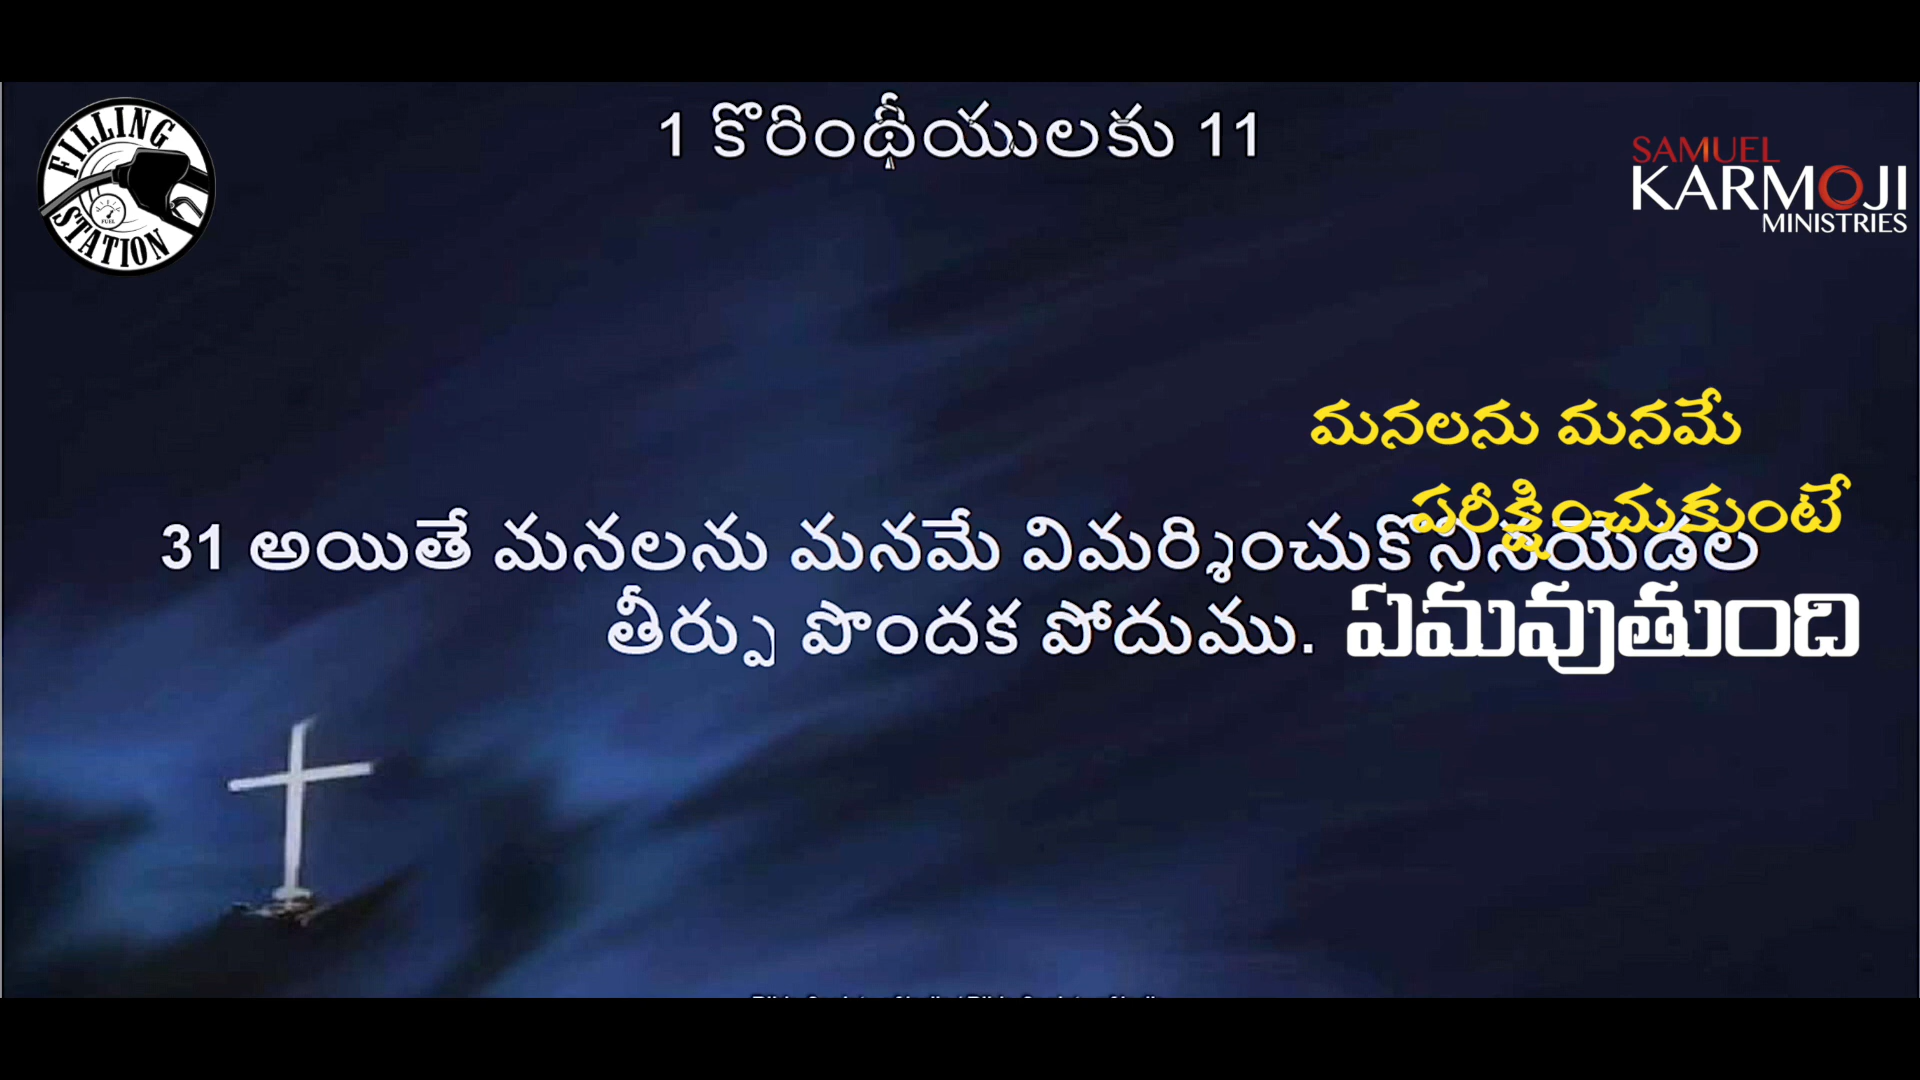 FILLING
FUEL
STATION
1 కొరింథీయులకు 11
SAMUEL
KARMOJI
MINISTRIES
మనలను మనమే
పరీక్షించుకుంటే
31 అయితే మనలను మనమే విమర్శించుకొనినయెడల
తీర్పు పొందక పోదుము.
ఏమవుతుంది